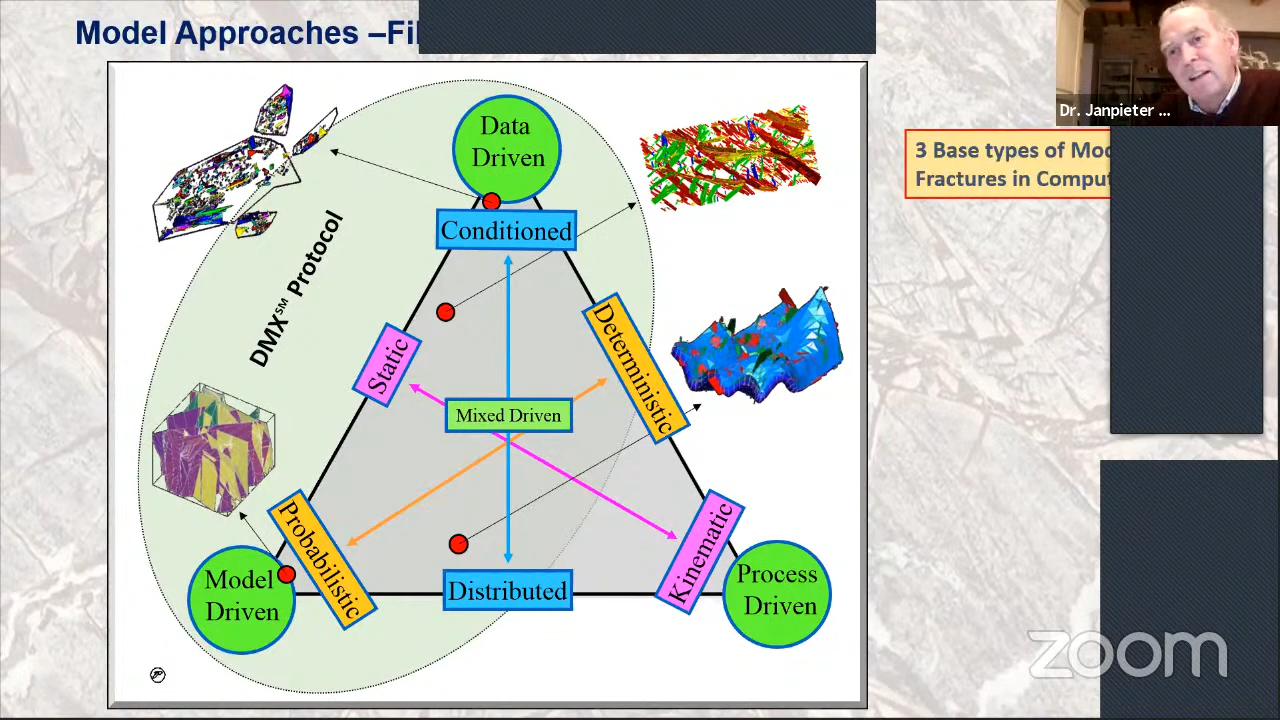 Model Approaches –Fil
Dr. Janpieter ...
3 Base types of Mo
Fractures in Comput
Data
Driven
Conditioned
DMX℠ Protocol
Static
Deterministic
Mixed Driven
Probabilistic
Kinematic
Model
Driven
Distributed
Process
Driven
zoom